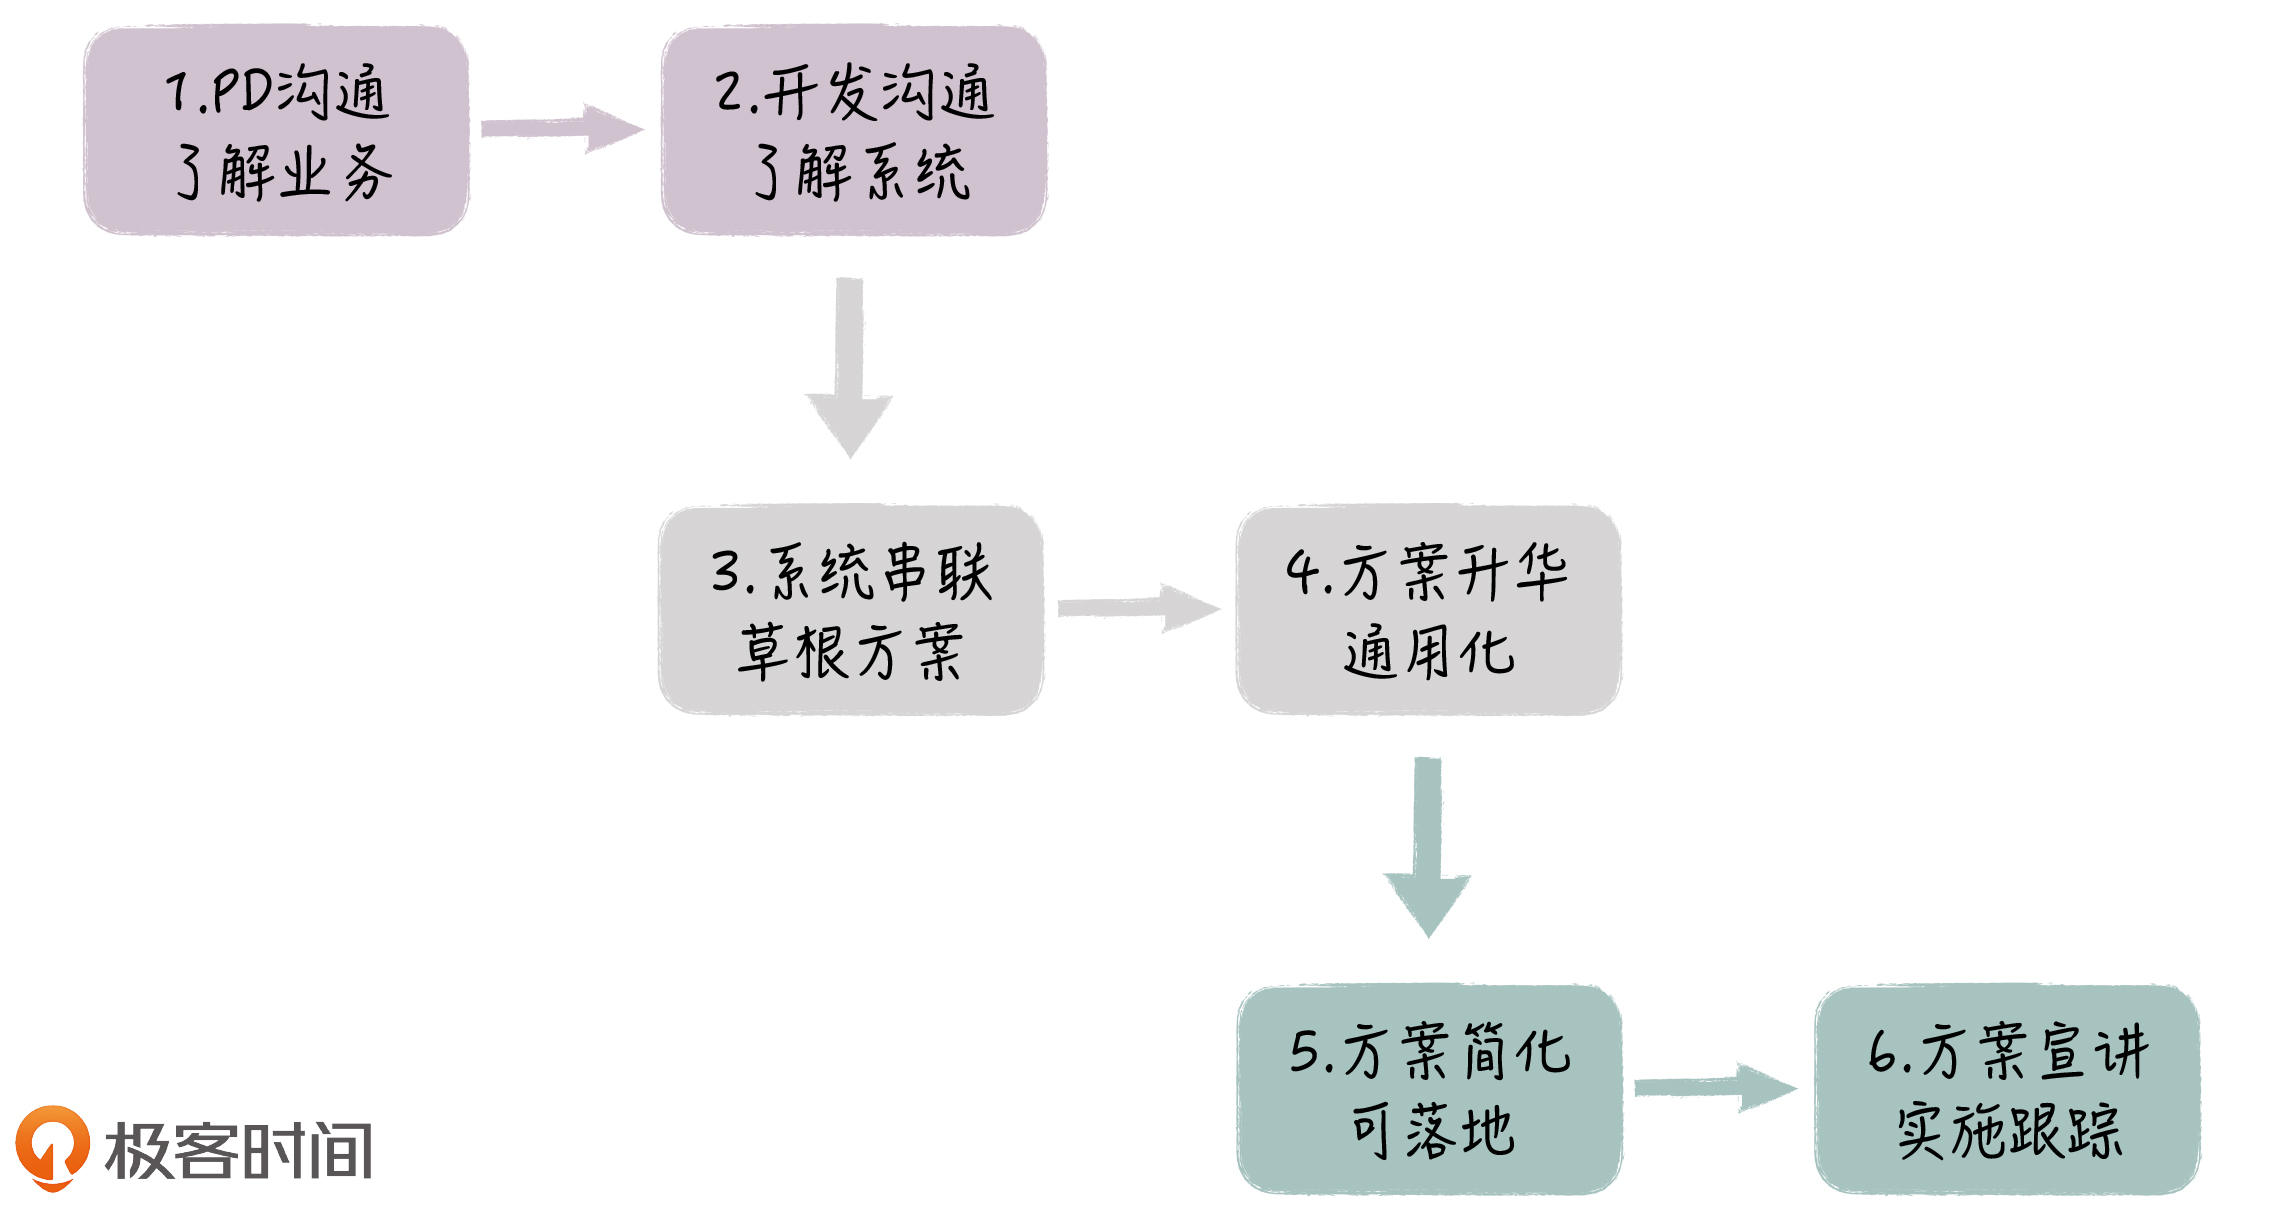 1.PD沟通
了解业务
2.开发沟通
了解系统
3.系统串联
草根方案
4.方案升华
通用化
5.方案简化
可落地
6.方案宣讲
实施跟踪
极客时间